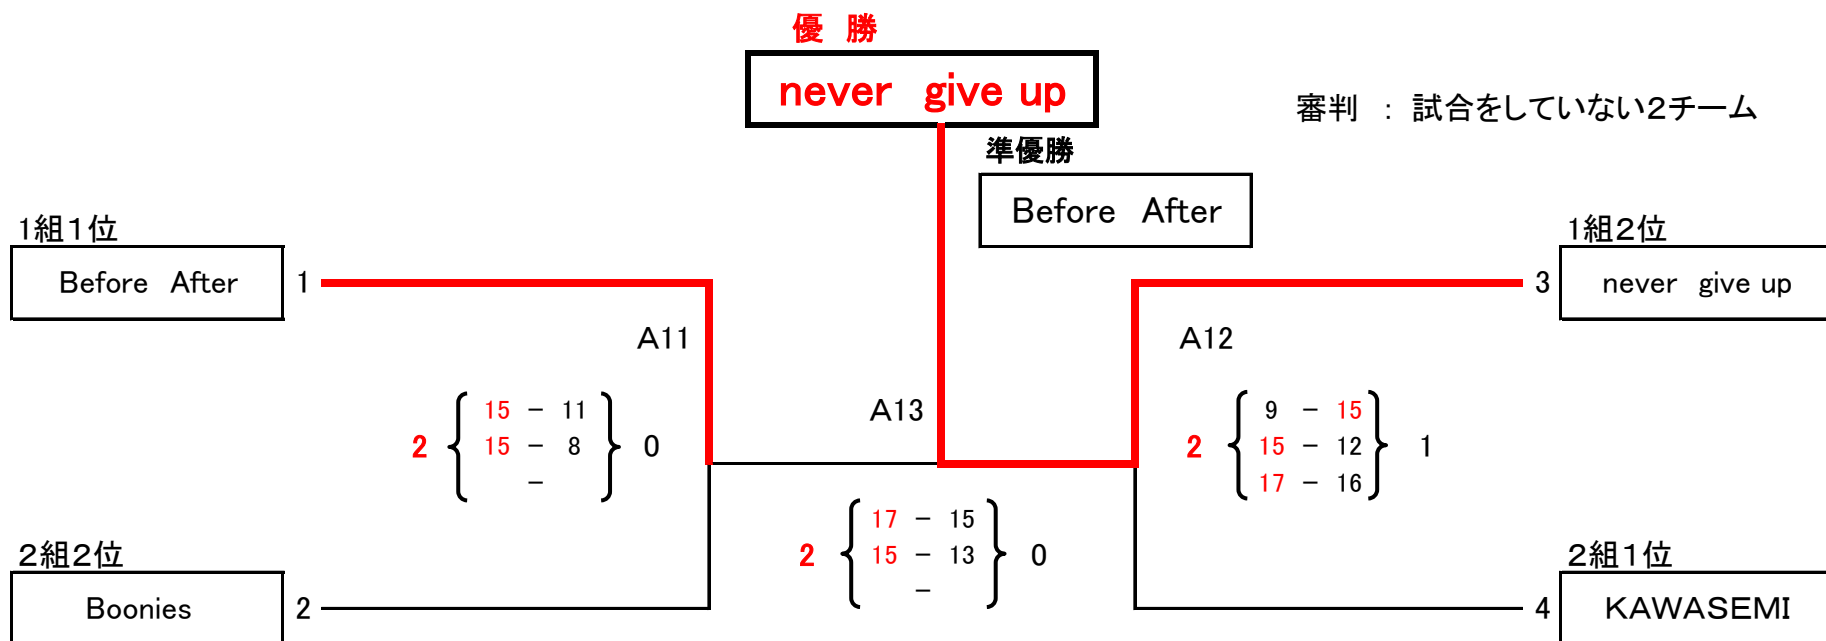 優 勝
never give up
審判 : 試合をしていない2チーム
準優勝
Before After
1組1位
Before After 1
1組2位
3 never give up
A11
A12
A13
15 - 11
2 15 - 8 0
-
9 - 15
2 15 - 12 1
17 - 16
17 - 15
2 15 - 13 0
-
2組2位
Boonies 2
2組1位
4 KAWASEMI